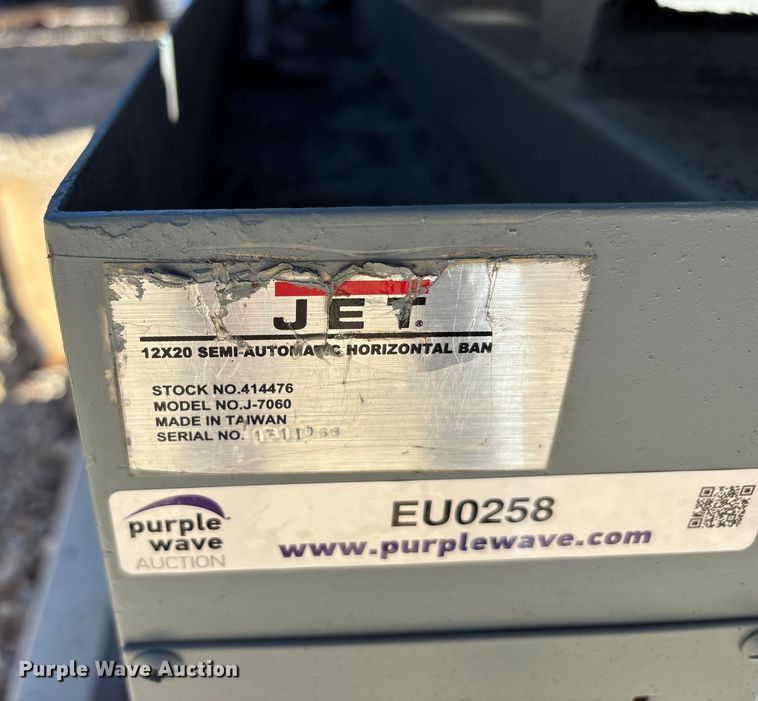 JET®
12X20 SEMI-AUTOMATIC HORIZONTAL BAN
STOCK NO.414476
MODEL NO.J-7060
MADE IN TAIWAN
SERIAL NO.
purple
wave
AUCTION
EU0258
www.purplewave.com
Purple Wave Auction